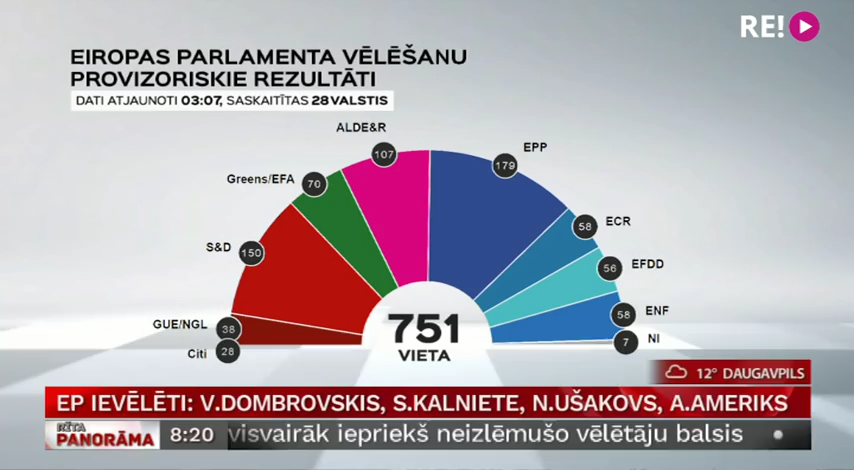 RE!
EIROPAS PARLAMENTA VĒLĒŠANU
PROVIZORISKIE REZULTĀTI
DATI ATJAUNOTI 03:07, SASKAITĪTAS 28 VALSTIS
ALDE&R
107
EPP
179
Greens/EFA
70
ECR
58
S&D
150
EFDD
56
GUE/NGL
38
ENF
58
Citi
28
NI
7
751
VIETA
12° DAUGAVPILS
EP IEVĒLĒTI: V.DOMBROVSKIS, S.KALNIETE, N.UŠAKOVS, A.AMERIKS
RĪTA
PANORĀMA
8:20
visvairāk iepriekš neizlēmušo vēlētāju balsis